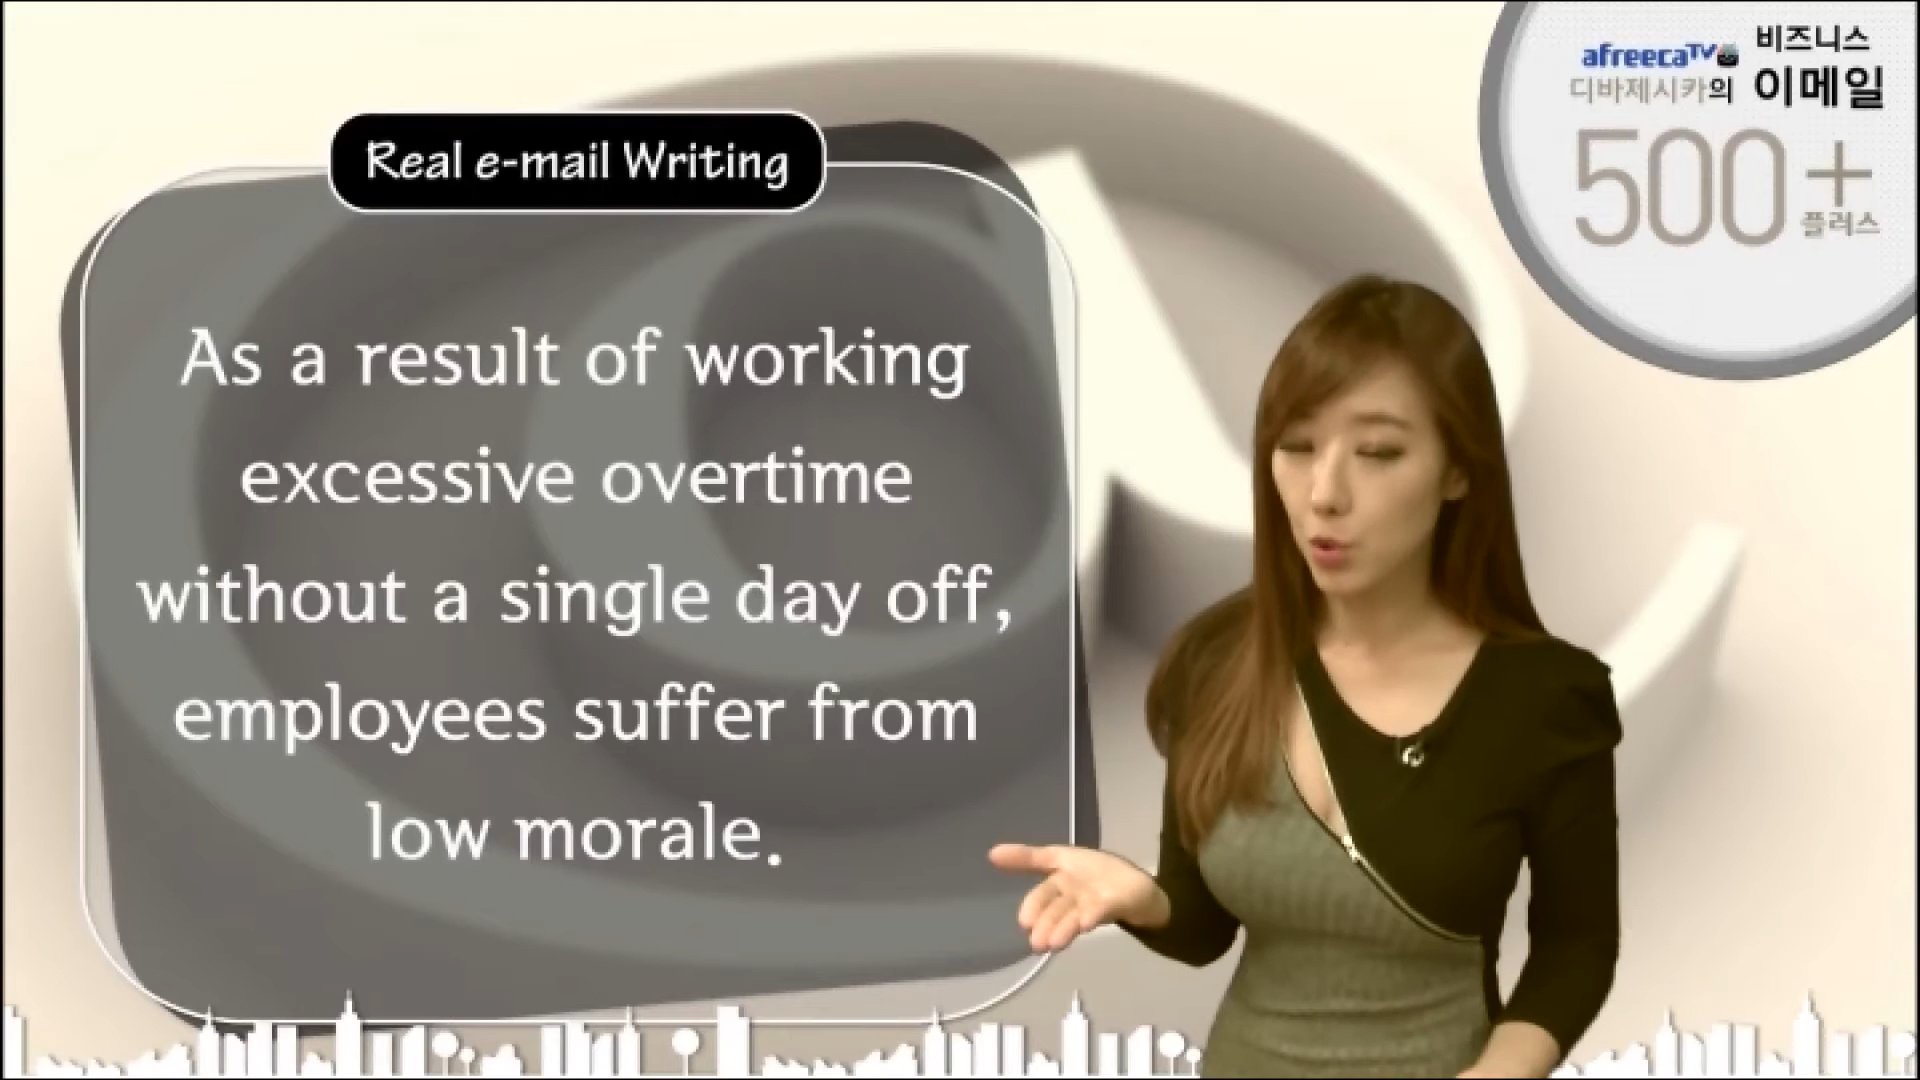 Real e-mail Writing
As a result of working
excessive overtime
without a single day off,
employees suffer from
low morale.
afreecaTV 비즈니스
디바제시카의 이메일
500+
플러스